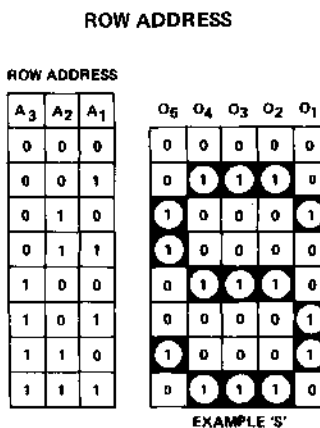 ROW ADDRESS
ROW ADDRESS
A3 A2 A1 O5 O4 O3 O2 O1
0 0 0 0 0 0 0 0
0 0 1 0 1 1 1 0
0 1 0 1 0 0 0 1
0 1 1 1 0 0 0 0
1 0 0 0 1 1 1 0
1 0 1 0 0 0 0 1
1 1 0 1 0 0 0 1
1 1 1 0 1 1 1 0
EXAMPLE 'S'